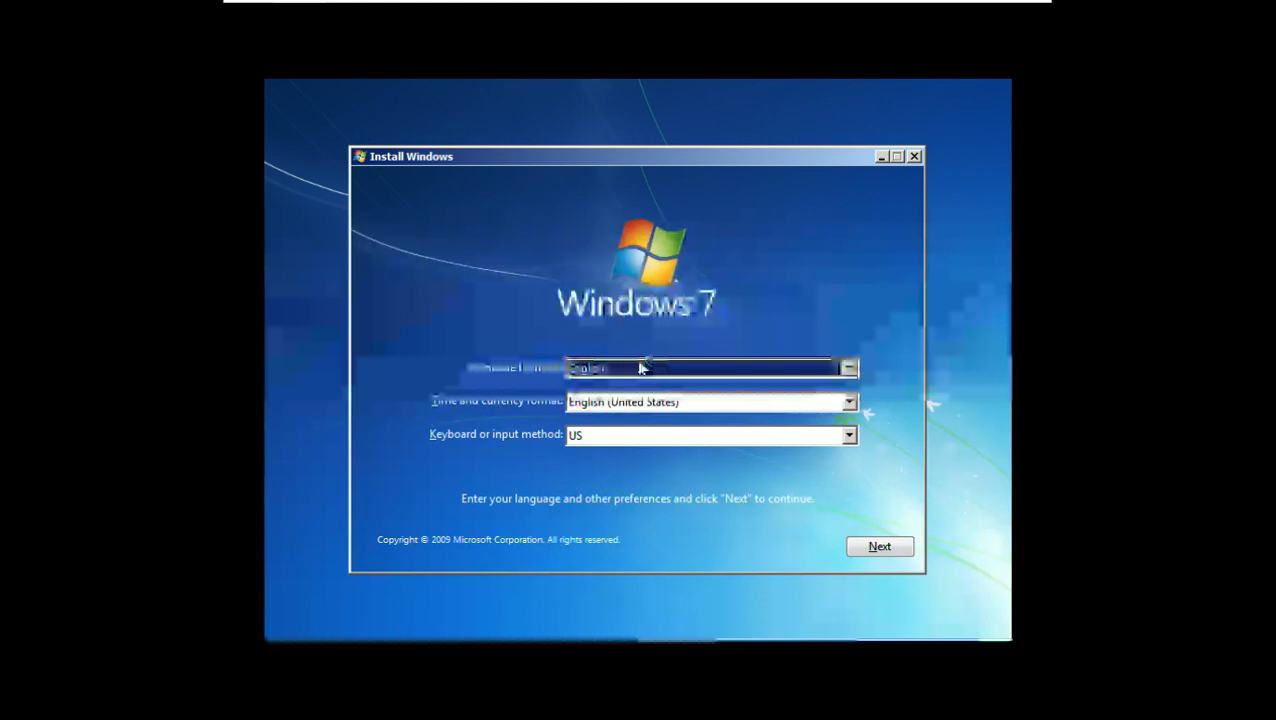 Install Windows
Windows 7
English
Time and currency format: English (United States)
Keyboard or input method: US
Enter your language and other preferences and click "Next" to continue.
Copyright © 2009 Microsoft Corporation. All rights reserved.
Next